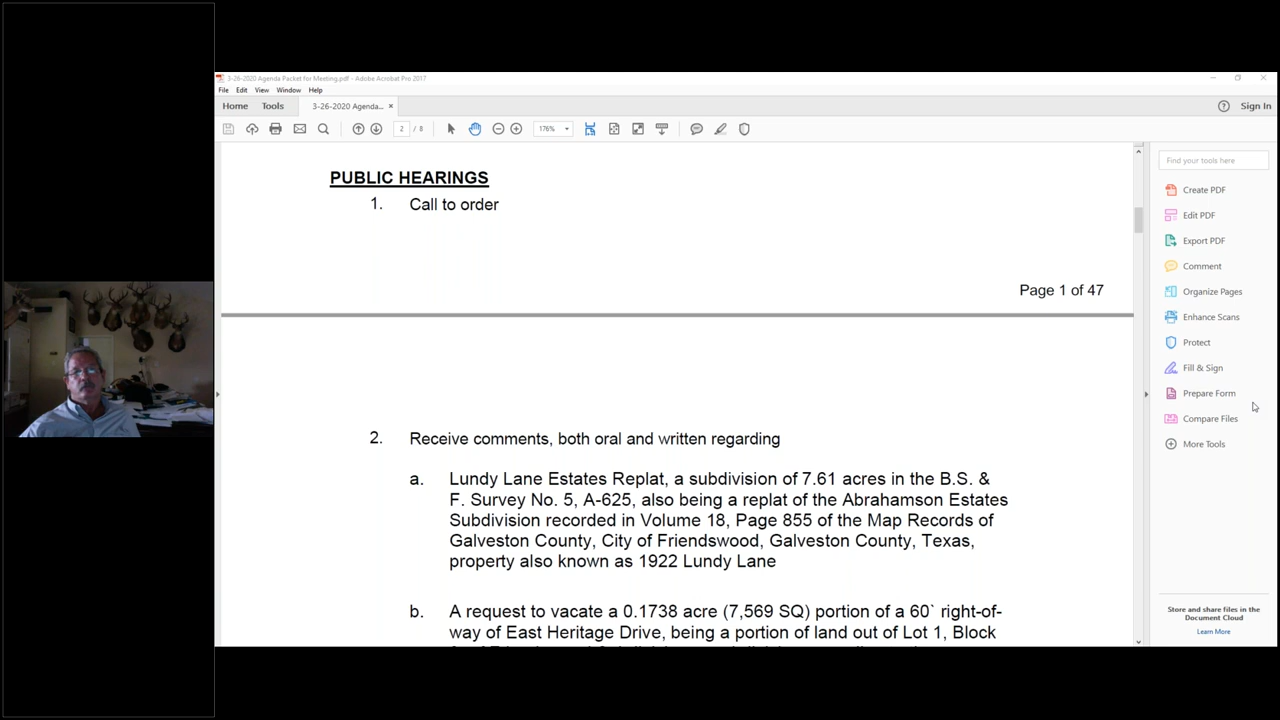 3-26-2020 Agenda Packet for Meeting.pdf - Adobe Acrobat Pro 2017
File Edit View Window Help
Home Tools 3-26-2020 Agenda... × Sign In
2 / 8 176%
PUBLIC HEARINGS
1. Call to order
Page 1 of 47
2. Receive comments, both oral and written regarding
a. Lundy Lane Estates Replat, a subdivision of 7.61 acres in the B.S. &
F. Survey No. 5, A-625, also being a replat of the Abrahamson Estates
Subdivision recorded in Volume 18, Page 855 of the Map Records of
Galveston County, City of Friendswood, Galveston County, Texas,
property also known as 1922 Lundy Lane
b. A request to vacate a 0.1738 acre (7,569 SQ) portion of a 60` right-of-
way of East Heritage Drive, being a portion of land out of Lot 1, Block
Find your tools here
Create PDF
Edit PDF
Export PDF
Comment
Organize Pages
Enhance Scans
Protect
Fill & Sign
Prepare Form
Compare Files
More Tools
Store and share files in the
Document Cloud
Learn More